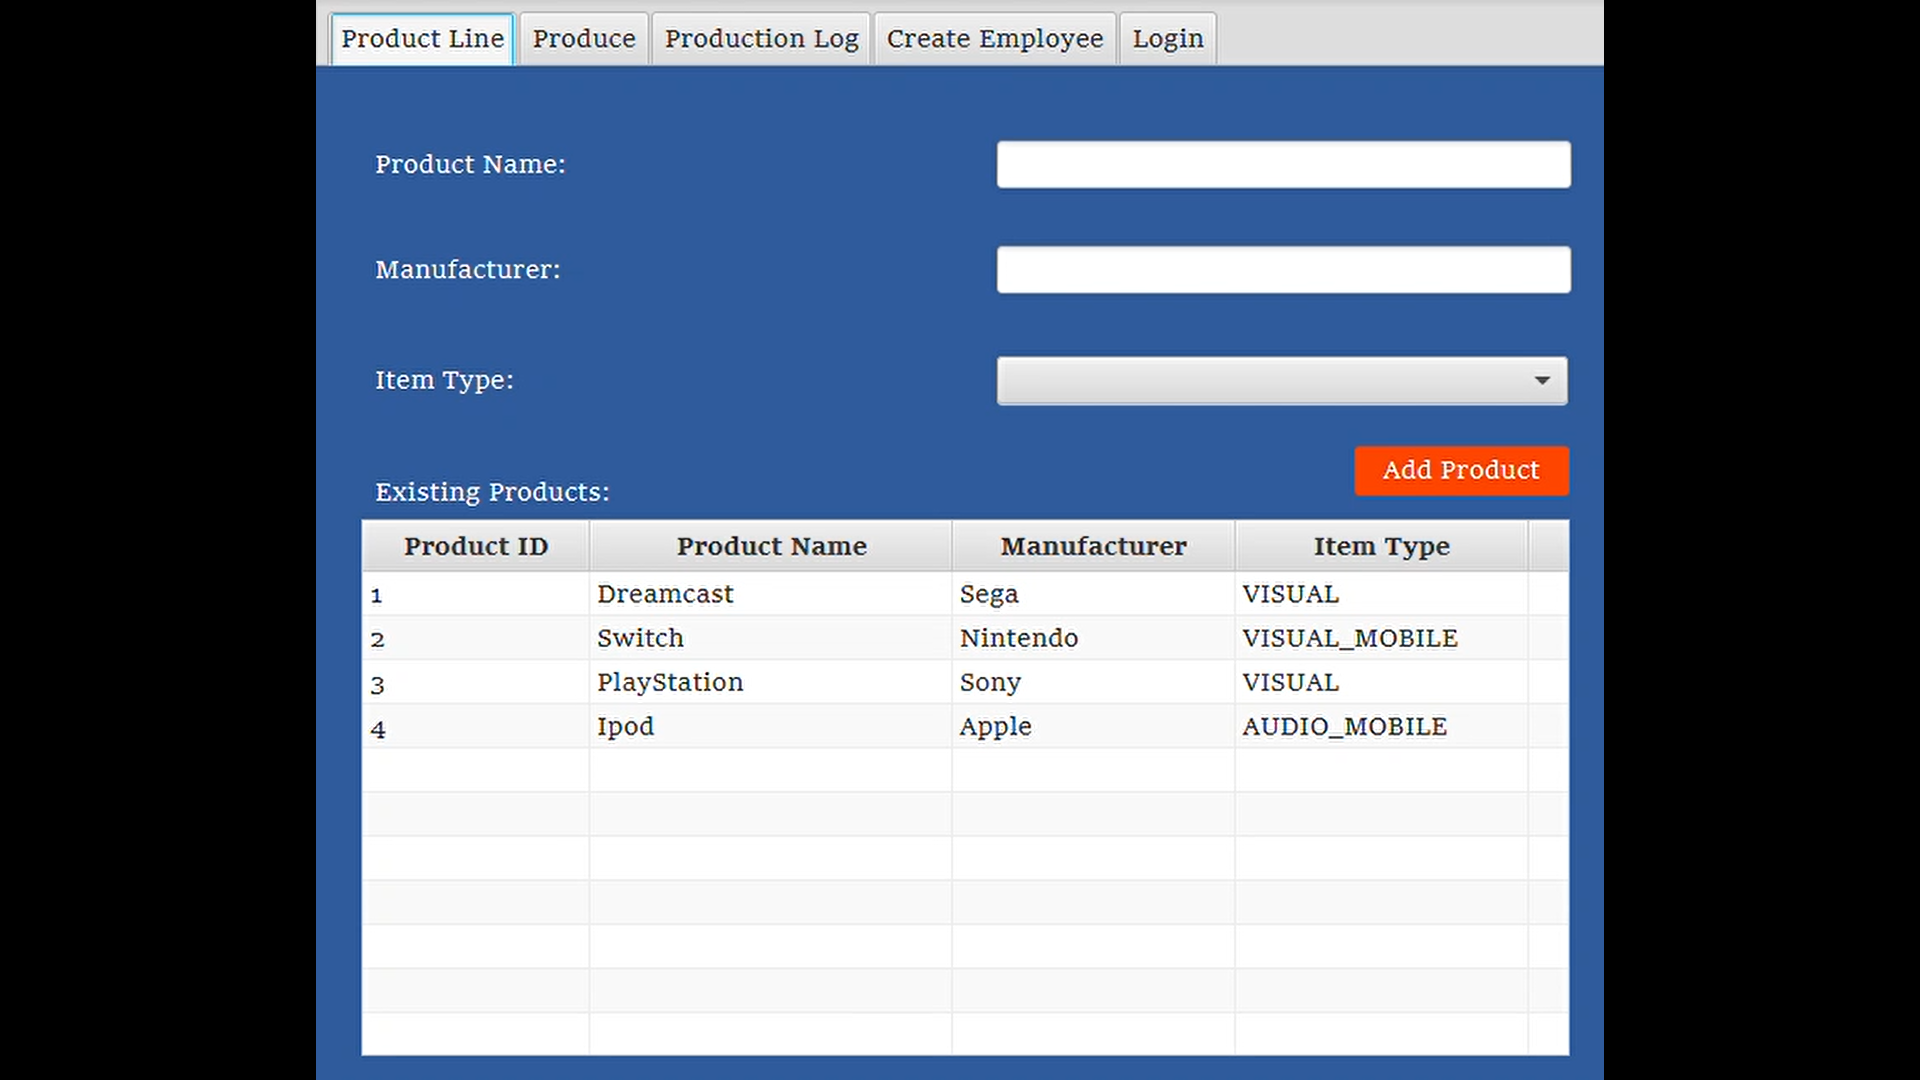 Product Line Produce Production Log Create Employee Login
Product Name:
Manufacturer:
Item Type:
Add Product
Existing Products:
Product ID Product Name Manufacturer Item Type
1 Dreamcast Sega VISUAL
2 Switch Nintendo VISUAL_MOBILE
3 PlayStation Sony VISUAL
4 Ipod Apple AUDIO_MOBILE